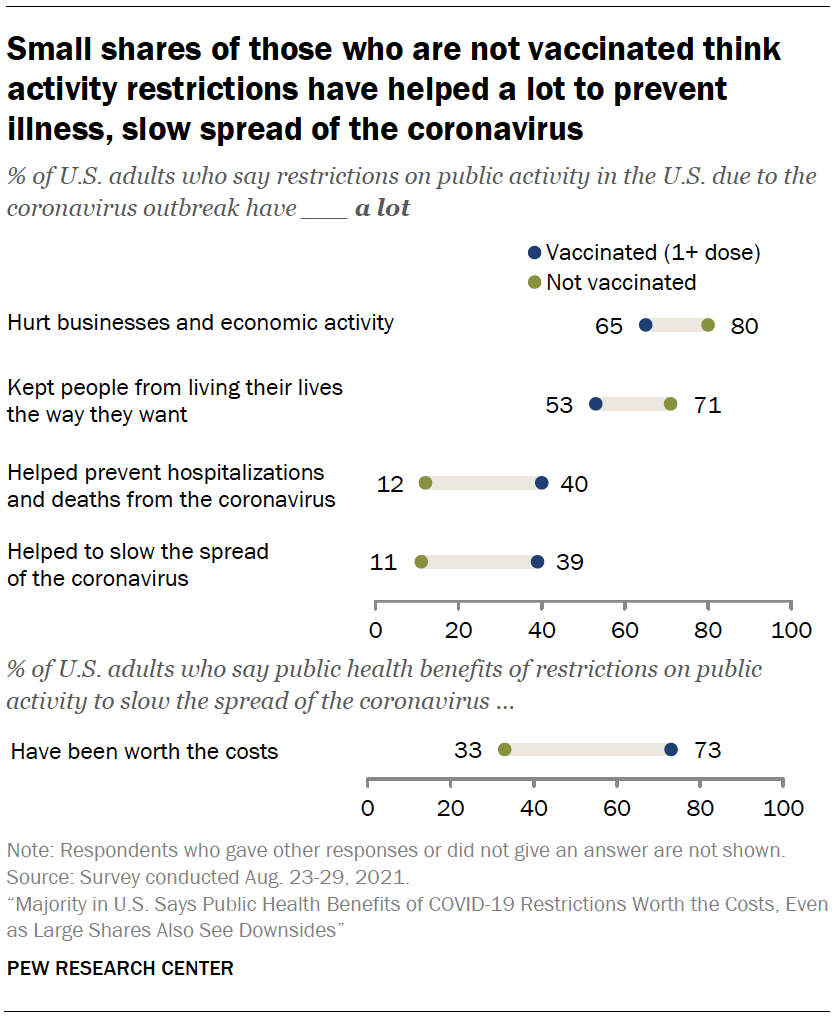 Small shares of those who are not vaccinated think
activity restrictions have helped a lot to prevent
illness, slow spread of the coronavirus
% of U.S. adults who say restrictions on public activity in the U.S. due to the
coronavirus outbreak have ___ a lot
Vaccinated (1+ dose)
Not vaccinated
Hurt businesses and economic activity
65 80
Kept people from living their lives
the way they want
53 71
Helped prevent hospitalizations
and deaths from the coronavirus
12 40
Helped to slow the spread
of the coronavirus
11 39
0 20 40 60 80 100
% of U.S. adults who say public health benefits of restrictions on public
activity to slow the spread of the coronavirus ...
Have been worth the costs
33 73
0 20 40 60 80 100
Note: Respondents who gave other responses or did not give an answer are not shown.
Source: Survey conducted Aug. 23-29, 2021.
“Majority in U.S. Says Public Health Benefits of COVID-19 Restrictions Worth the Costs, Even
as Large Shares Also See Downsides”
PEW RESEARCH CENTER